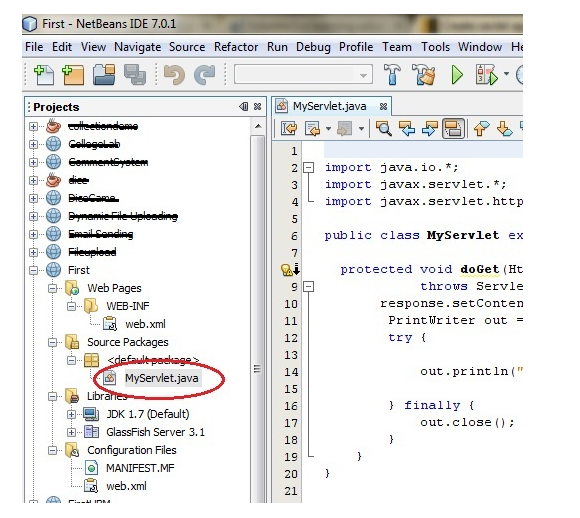 First - NetBeans IDE 7.0.1
File Edit View Navigate Source Refactor Run Debug Profile Team Tools Window He
Projects
collectiondemo
CollegeLab
CommentSystem
dice
DiceGame
Dynamic File Uploading
Email Sending
Fileupload
First
Web Pages
WEB-INF
web.xml
Source Packages
<default package>
MyServlet.java
Libraries
JDK 1.7 (Default)
GlassFish Server 3.1
Configuration Files
MANIFEST.MF
web.xml
MyServlet.java
1
2 import java.io.*;
3 import javax.servlet.*;
4 import javax.servlet.http
5
6 public class MyServlet ex
7
protected void doGet(Ht
9 throws Servle
10 response.setConten
11 PrintWriter out =
12 try {
13
14 out.println("
15
16 } finally {
17 out.close();
18 }
19 }
20 }
21